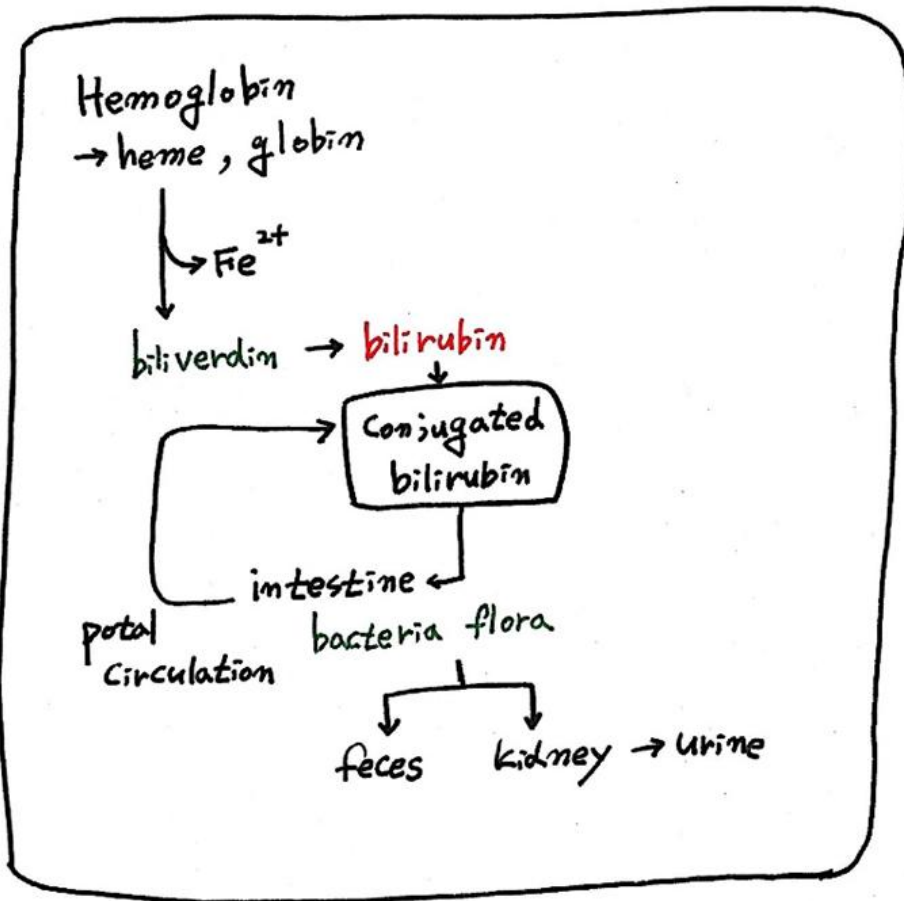 Hemoglobin
→ heme, globin
Fe²⁺
biliverdin → bilirubin
Conjugated
bilirubin
intestine
bacteria flora
potal
circulation
feces
kidney → urine